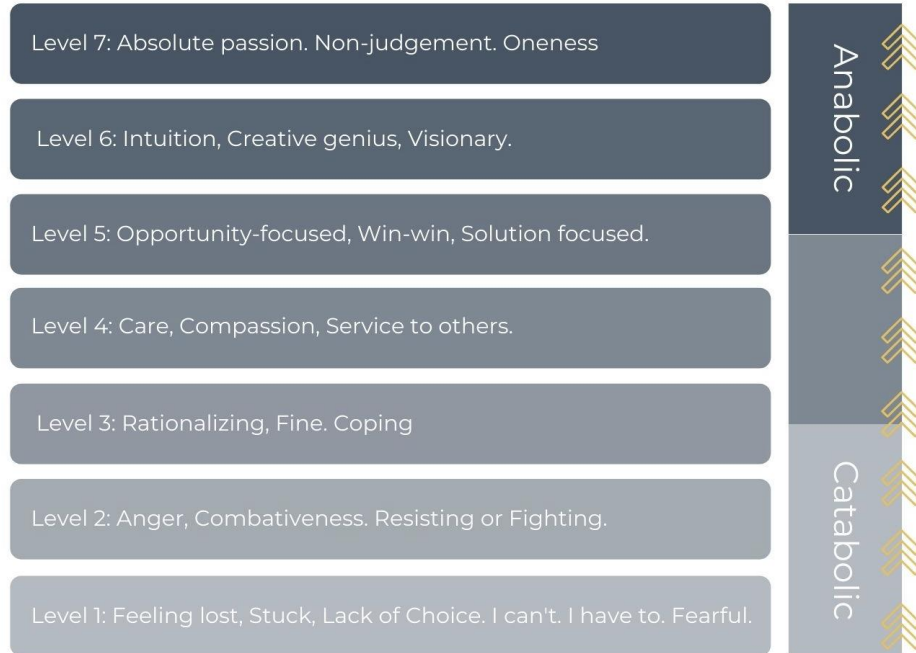 Level 7: Absolute passion. Non-judgement. Oneness
Level 6: Intuition, Creative genius, Visionary.
Level 5: Opportunity-focused, Win-win, Solution focused.
Level 4: Care, Compassion, Service to others.
Level 3: Rationalizing, Fine. Coping
Level 2: Anger, Combativeness. Resisting or Fighting.
Level 1: Feeling lost, Stuck, Lack of Choice. I can't. I have to. Fearful.
Anabolic
Catabolic